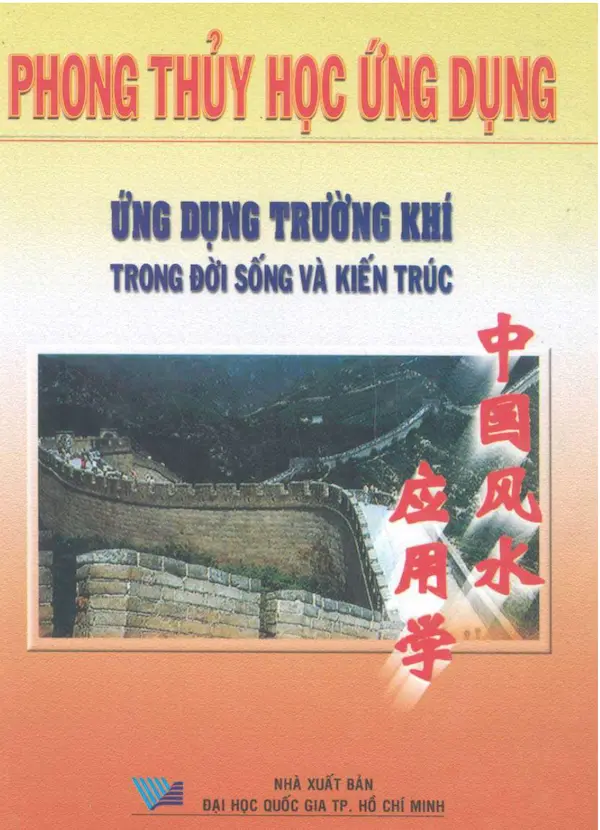 PHONG THỦY HỌC ỨNG DỤNG
ỨNG DỤNG TRƯỜNG KHÍ
TRONG ĐỜI SỐNG VÀ KIẾN TRÚC
中国风水
应用学
NHÀ XUẤT BẢN
ĐẠI HỌC QUỐC GIA TP. HỒ CHÍ MINH